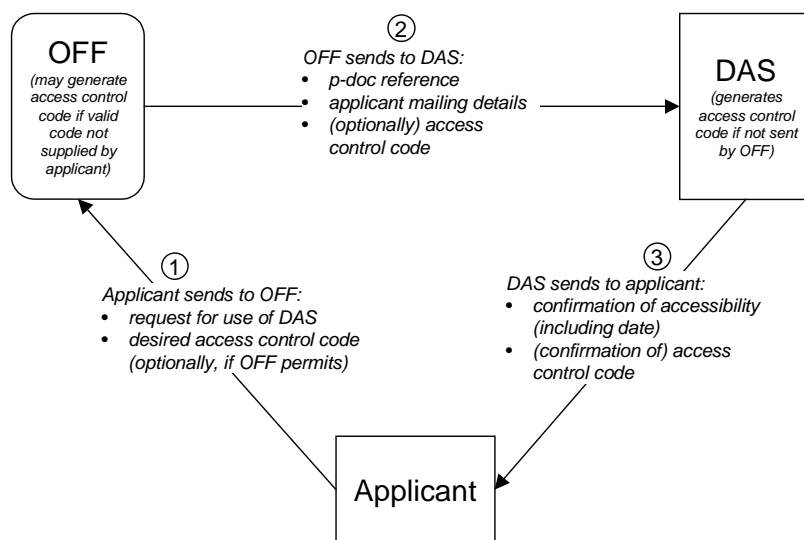 OFF
(may generate
access control
code if valid
code not
supplied by
applicant)
2
OFF sends to DAS:
• p-doc reference
• applicant mailing details
• (optionally) access
control code
DAS
(generates
access control
code if not sent
by OFF)
1
Applicant sends to OFF:
• request for use of DAS
• desired access control code
(optionally, if OFF permits)
3
DAS sends to applicant:
• confirmation of accessibility
(including date)
• (confirmation of) access
control code
Applicant